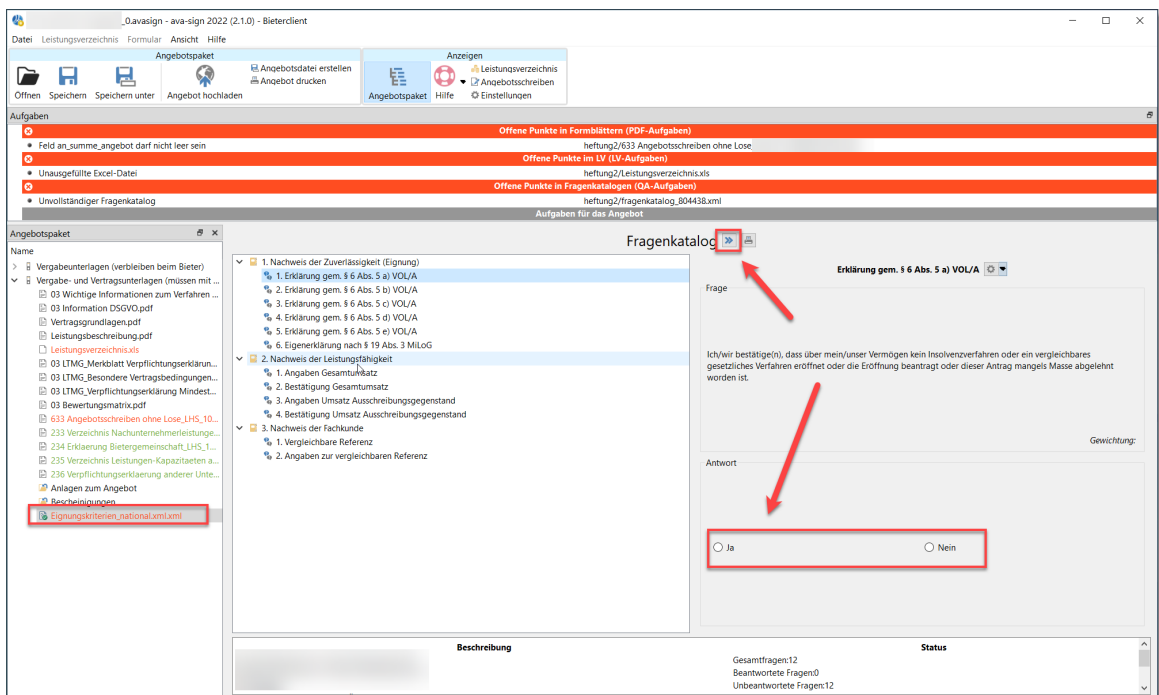 _0.avasign - ava-sign 2022 (2.1.0) - Bieterclient
Datei Leistungsverzeichnis Formular Ansicht Hilfe
Angebotspaket
Anzeigen
Öffnen
Speichern
Speichern unter
Angebot hochladen
Angebotsdatei erstellen
Angebot drucken
Angebotspaket
Hilfe
Leistungsverzeichnis
Angebotsschreiben
Einstellungen
Aufgaben
Offene Punkte in Formblättern (PDF-Aufgaben)
Feld an_summe_angebot darf nicht leer sein
heftung2/633 Angebotsschreiben ohne Lose_
Offene Punkte im LV (LV-Aufgaben)
Unausgefüllte Excel-Datei
heftung2/Leistungsverzeichnis.xls
Offene Punkte in Fragenkatalogen (QA-Aufgaben)
Unvollständiger Fragenkatalog
heftung2/fragenkatalog_804438.xml
Aufgaben für das Angebot
Angebotspaket
Name
Vergabeunterlagen (verbleiben beim Bieter)
Vergabe- und Vertragsunterlagen (müssen mit ...
03 Wichtige Informationen zum Verfahren ...
03 Information DSGVO.pdf
Vertragsgrundlagen.pdf
Leistungsbeschreibung.pdf
Leistungsverzeichnis.xls
03 LTMG_Merkblatt Verpflichtungserklärun...
03 LTMG_Besondere Vertragsbedingungen...
03 LTMG_Verpflichtungserklärung Mindest...
03 Bewertungsmatrix.pdf
633 Angebotsschreiben ohne Lose_LHS_10...
233 Verzeichnis Nachunternehmerleistunge...
234 Erklaerung Bietergemeinschaft_LHS_1...
235 Verzeichnis Leistungen-Kapazitaeten a...
236 Verpflichtungserklaerung anderer Unte...
Anlagen zum Angebot
Bescheinigungen
Eignungskriterien_national.xml.xml
Fragenkatalog
1. Nachweis der Zuverlässigkeit (Eignung)
1. Erklärung gem. § 6 Abs. 5 a) VOL/A
2. Erklärung gem. § 6 Abs. 5 b) VOL/A
3. Erklärung gem. § 6 Abs. 5 c) VOL/A
4. Erklärung gem. § 6 Abs. 5 d) VOL/A
5. Erklärung gem. § 6 Abs. 5 e) VOL/A
6. Eigenerklärung nach § 19 Abs. 3 MiLoG
2. Nachweis der Leistungsfähigkeit
1. Angaben Gesamtumsatz
2. Bestätigung Gesamtumsatz
3. Angaben Umsatz Ausschreibungsgegenstand
4. Bestätigung Umsatz Ausschreibungsgegenstand
3. Nachweis der Fachkunde
1. Vergleichbare Referenz
2. Angaben zur vergleichbaren Referenz
Erklärung gem. § 6 Abs. 5 a) VOL/A
Frage
Ich/wir bestätige(n), dass über mein/unser Vermögen kein Insolvenzverfahren oder ein vergleichbares
gesetzliches Verfahren eröffnet oder die Eröffnung beantragt oder dieser Antrag mangels Masse abgelehnt
worden ist.
Gewichtung:
Antwort
Ja
Nein
Beschreibung
Status
Gesamtfragen:12
Beantwortete Fragen:0
Unbeantwortete Fragen:12